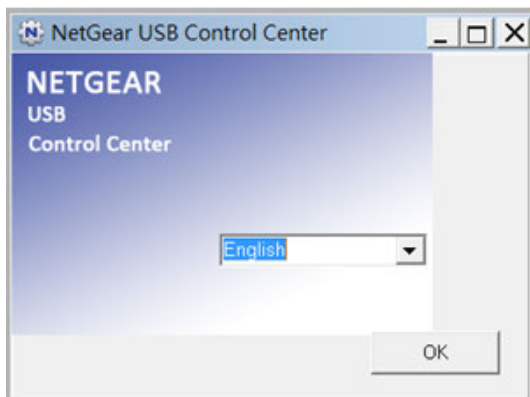 NetGear USB Control Center
NETGEAR
USB
Control Center
English
OK